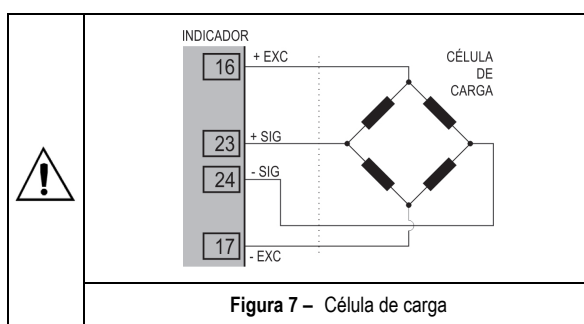 INDICADOR
16
+ EXC
CÉLULA
DE
CARGA
23
+ SIG
24
- SIG
17
- EXC
Figura 7 – Célula de carga